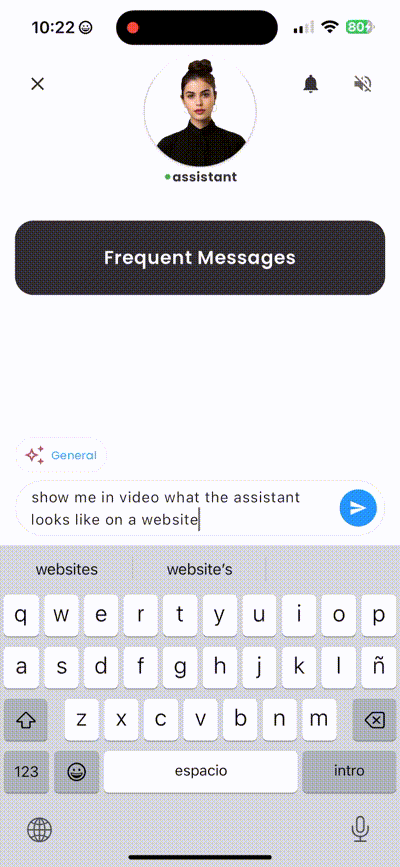 10:22
80
assistant
Frequent Messages
General
show me in video what the assistant
looks like on a website
websites website's
q w e r t y u i o p
a s d f g h j k l ñ
z x c v b n m
123 espacio intro